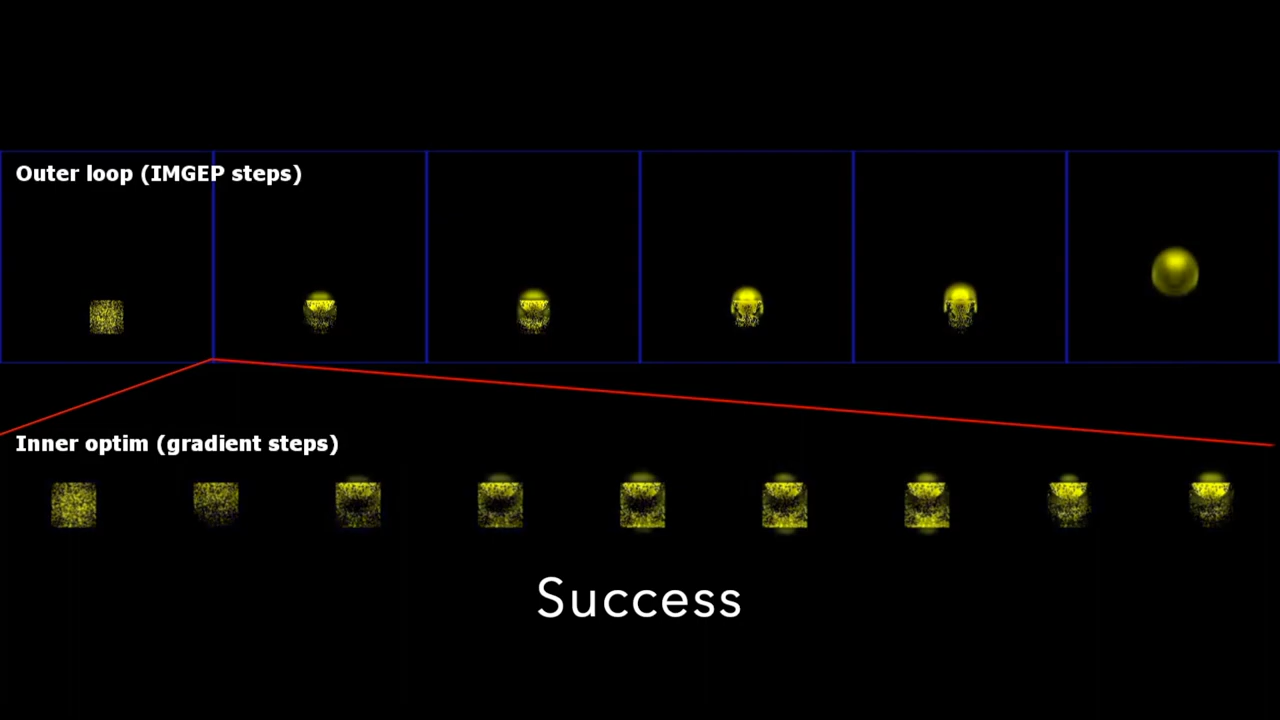 Outer loop (IMGEP steps)
Inner optim (gradient steps)
Success